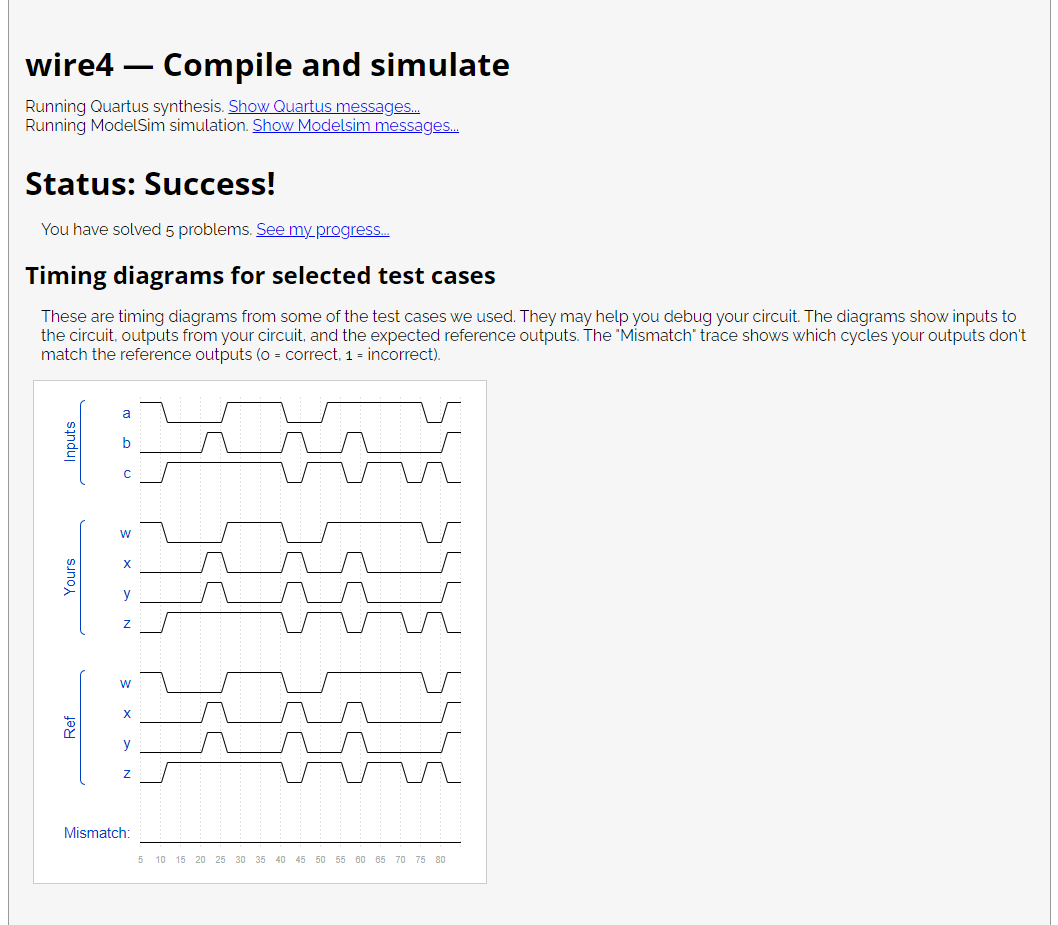 wire4 — Compile and simulate
Running Quartus synthesis. Show Quartus messages...
Running ModelSim simulation. Show Modelsim messages...
Status: Success!
You have solved 5 problems. See my progress...
Timing diagrams for selected test cases
These are timing diagrams from some of the test cases we used. They may help you debug your circuit. The diagrams show inputs to
the circuit, outputs from your circuit, and the expected reference outputs. The "Mismatch" trace shows which cycles your outputs don't
match the reference outputs (0 = correct, 1 = incorrect).
Inputs
a
b
c
Yours
w
x
y
z
Ref
w
x
y
z
Mismatch:
5 10 15 20 25 30 35 40 45 50 55 60 65 70 75 80